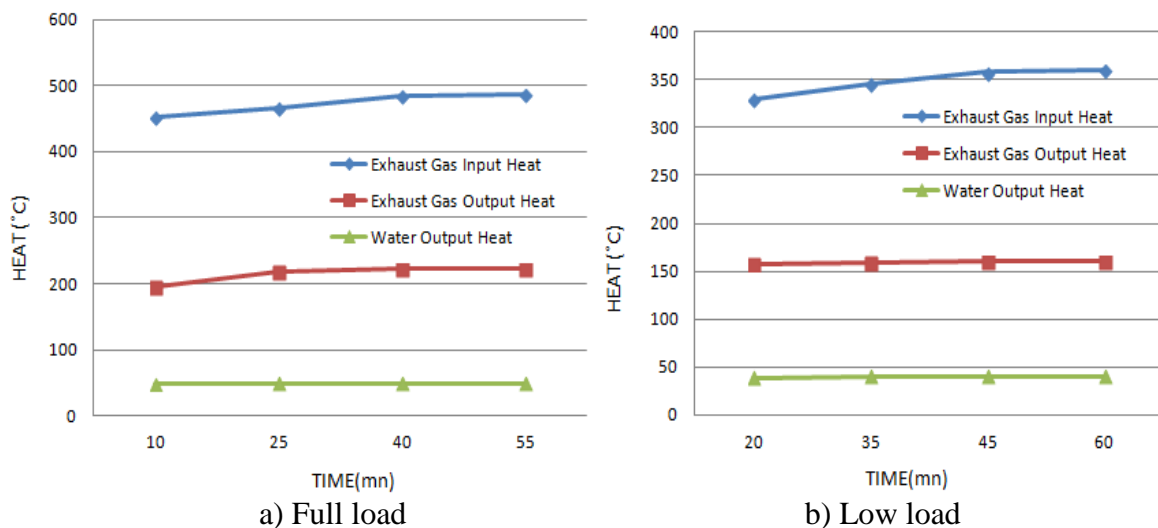 600
500
400
300
200
100
0
HEAT(˚C)
Exhaust Gas Input Heat
Exhaust Gas Output Heat
Water Output Heat
10 25 40 55
TIME(mn)
a) Full load
400
350
300
250
200
150
100
50
0
HEAT(˚C)
Exhaust Gas Input Heat
Exhaust Gas Output Heat
Water Output Heat
20 35 45 60
TIME(mn)
b) Low load